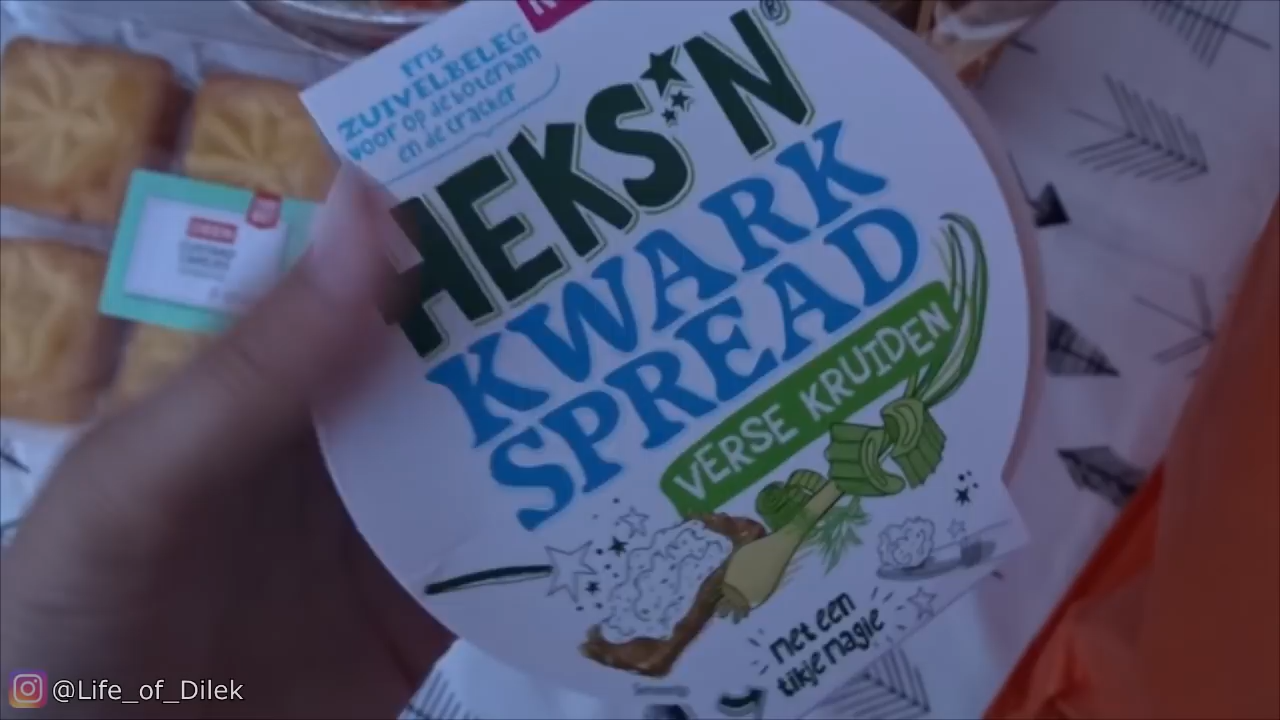 Fris
ZUIVELBELEG
voor op de boterham
en de cracker
HEKS'N®
KWARK
SPREAD
VERSE KRUIDEN
met een
tikje magie
@Life_of_Dilek